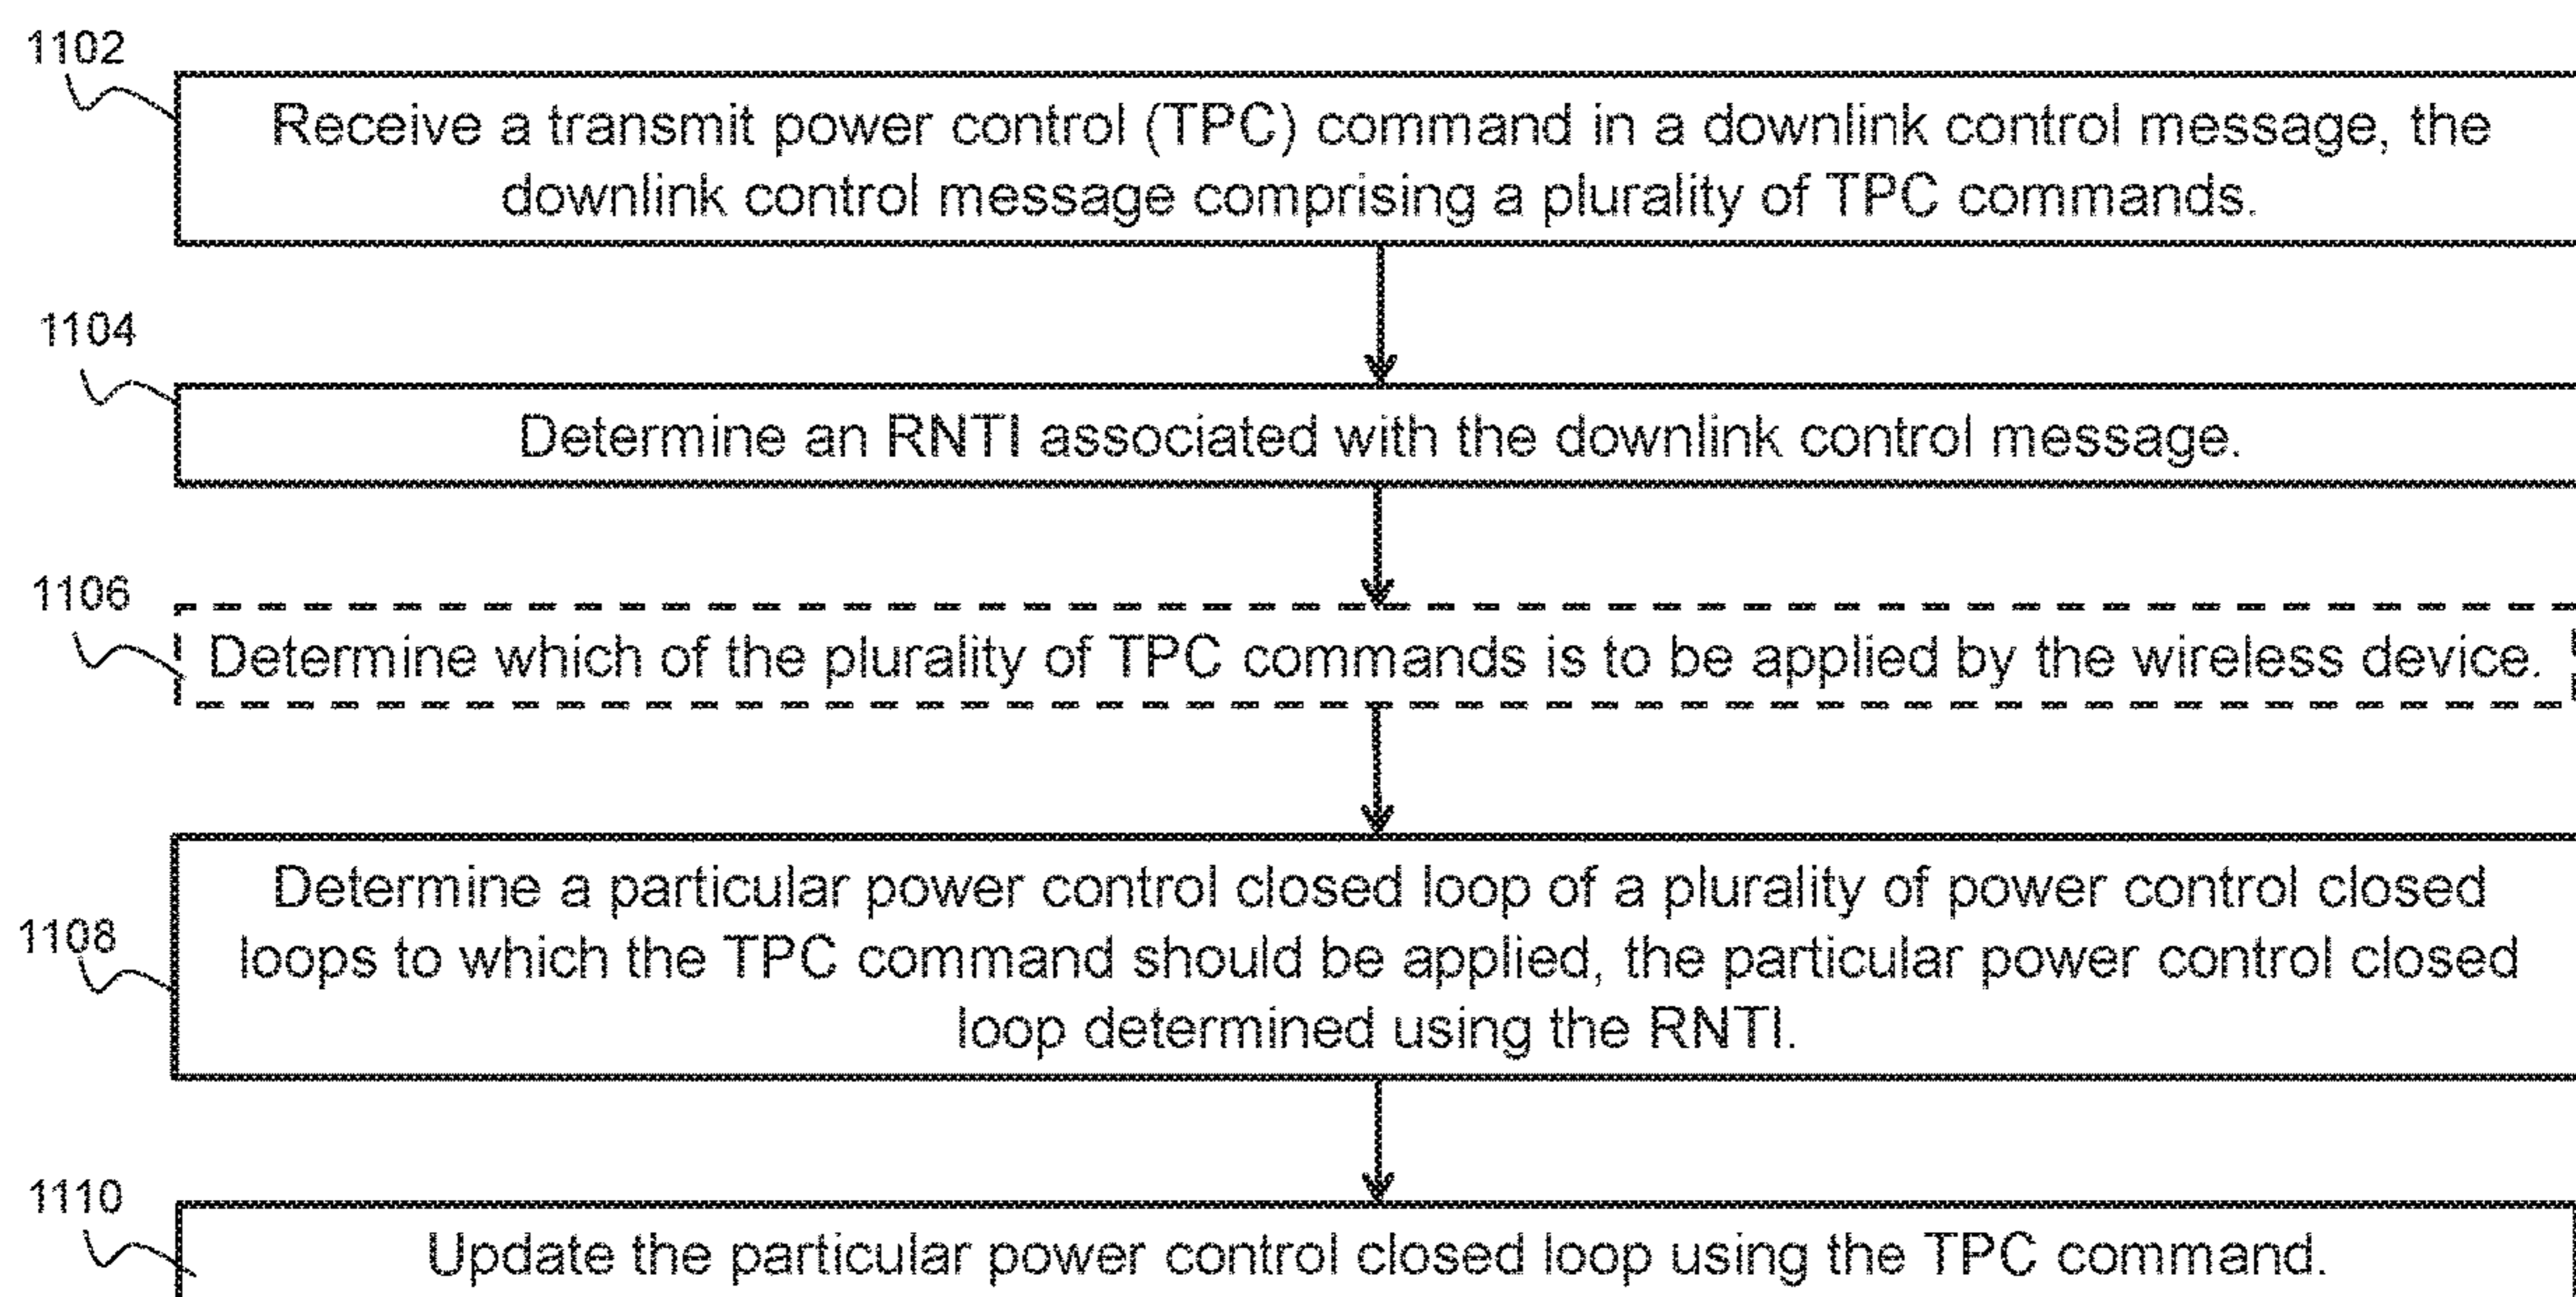 1102
Receive a transmit power control (TPC) command in a downlink control message, the
downlink control message comprising a plurality of TPC commands.
1104
Determine an RNTI associated with the downlink control message.
1106
Determine which of the plurality of TPC commands is to be applied by the wireless device.
1108
Determine a particular power control closed loop of a plurality of power control closed
loops to which the TPC command should be applied, the particular power control closed
loop determined using the RNTI.
1110
Update the particular power control closed loop using the TPC command.